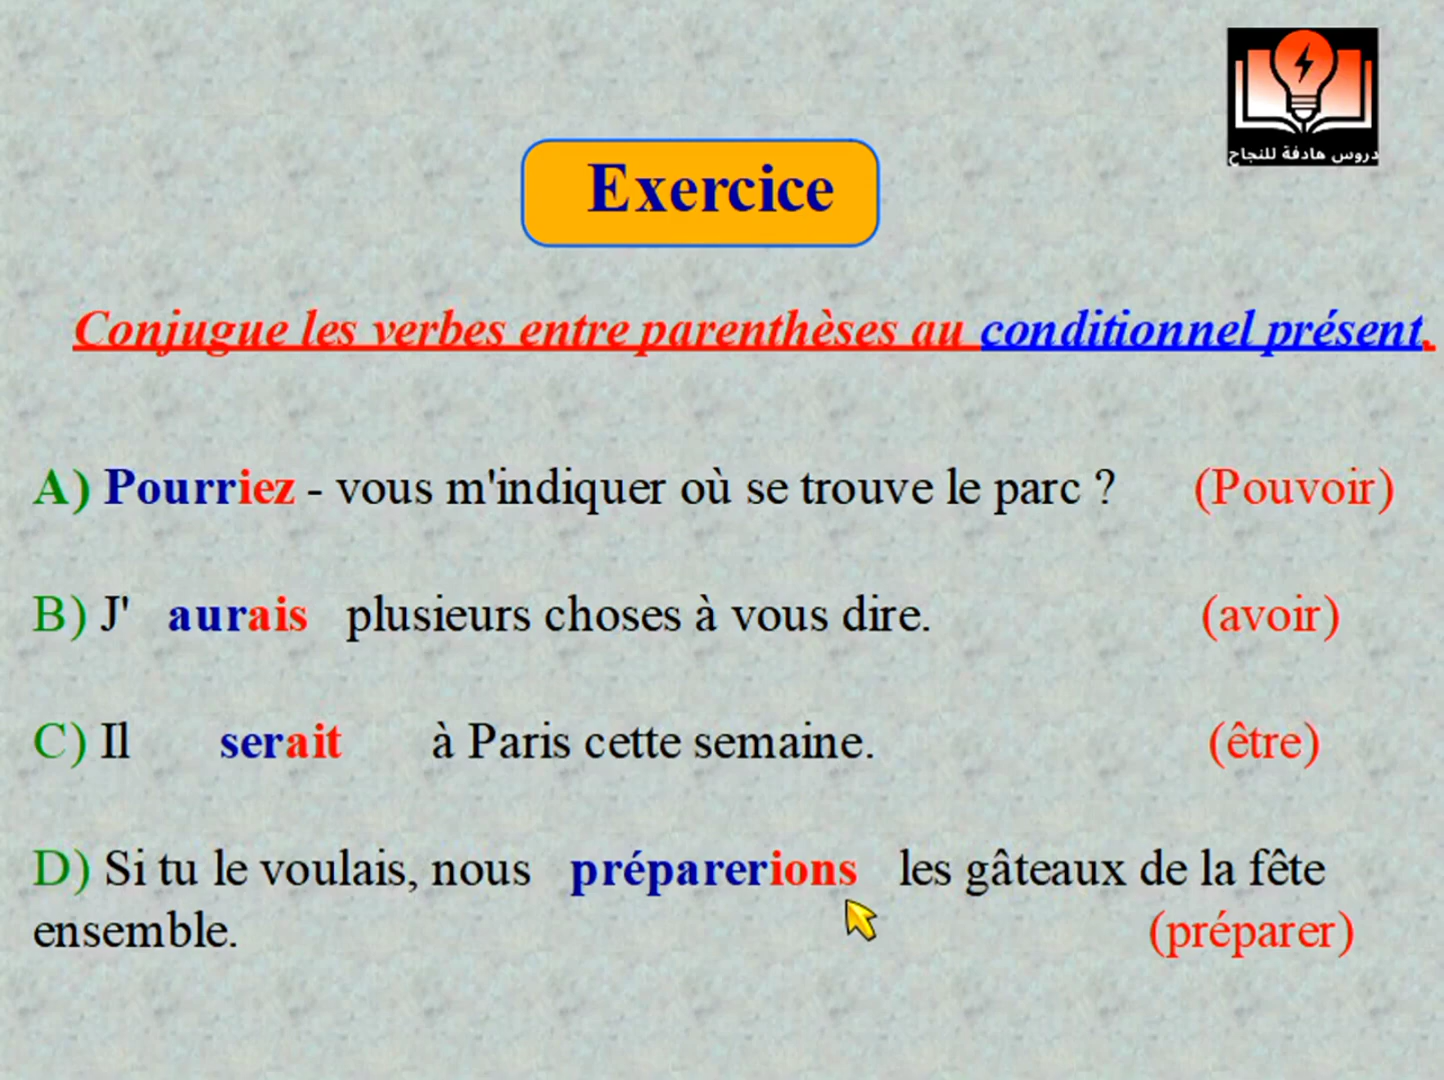 دروس هادفة للنجاح
Exercice
Conjugue les verbes entre parenthèses au conditionnel présent.
A) Pourriez - vous m'indiquer où se trouve le parc ? (Pouvoir)
B) J' aurais plusieurs choses à vous dire. (avoir)
C) Il serait à Paris cette semaine. (être)
D) Si tu le voulais, nous préparerions les gâteaux de la fête
ensemble. (préparer)